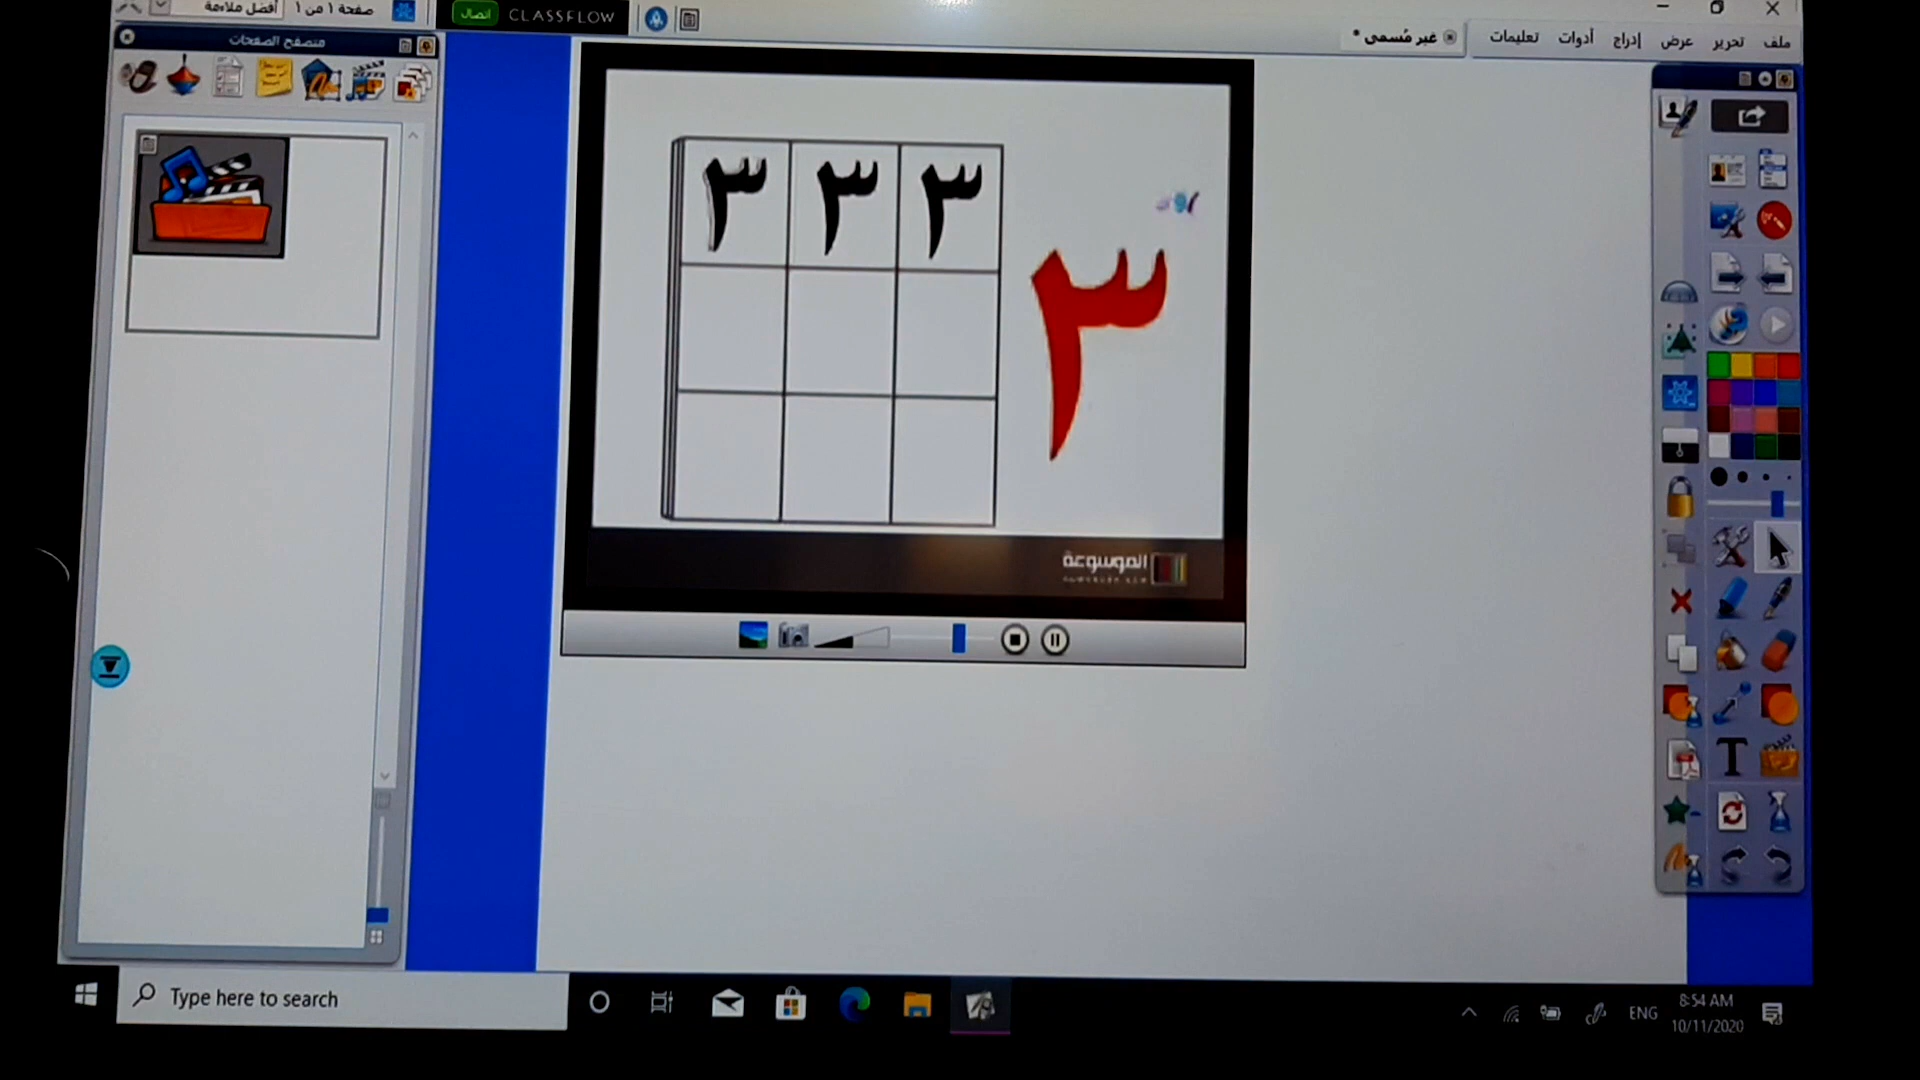 صفحة ١ من ١
أفضل ملاءمة
اتصال
CLASSFLOW
متصفح الصفحات
غير مُسمى *
ملف تحرير عرض إدراج أدوات تعليمات
٣ ٣ ٣
٣
الموسوعة
T
Type here to search
ENG
8:54 AM
10/11/2020